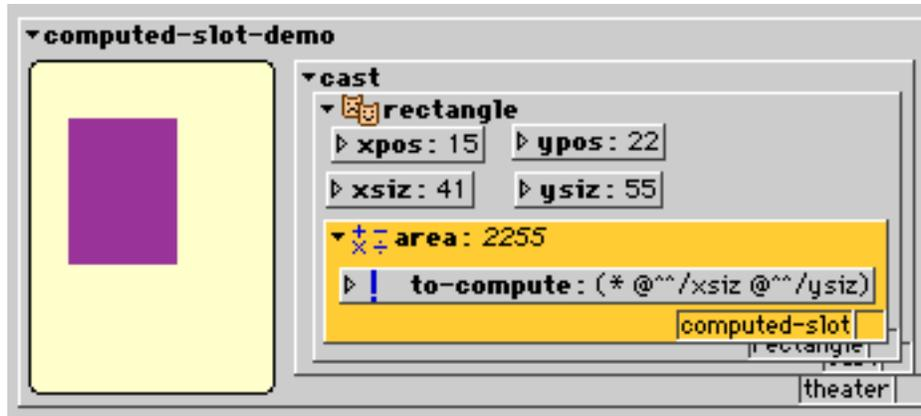 computed-slot-demo
cast
rectangle
xpos: 15 ypos: 22
xsiz: 41 ysiz: 55
area: 2255
! to-compute: (* @^^/xsiz @^^/ysiz)
computed-slot
rectangle
theater